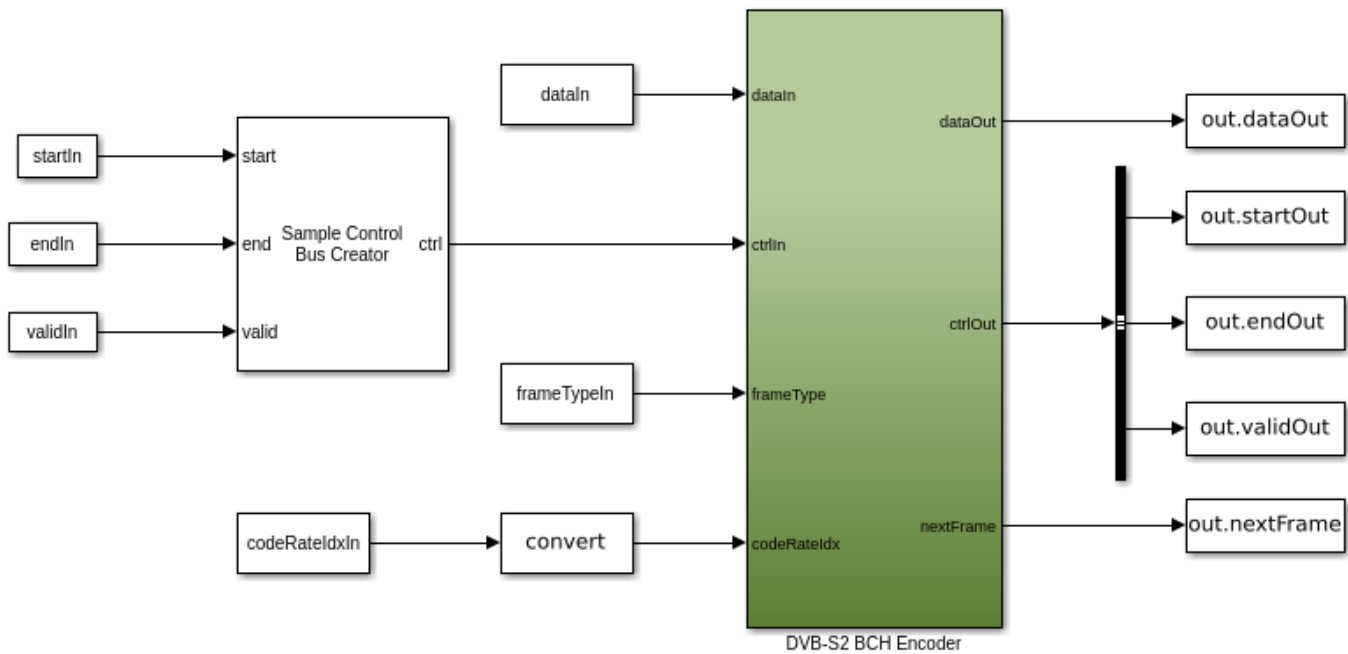 startIn
endIn
validIn
start
end
valid
Sample Control
Bus Creator
ctrl
dataIn
frameTypeIn
codeRateIdxIn
convert
dataIn
ctrlIn
frameType
codeRateIdx
dataOut
ctrlOut
nextFrame
DVB-S2 BCH Encoder
out.dataOut
out.startOut
out.endOut
out.validOut
out.nextFrame